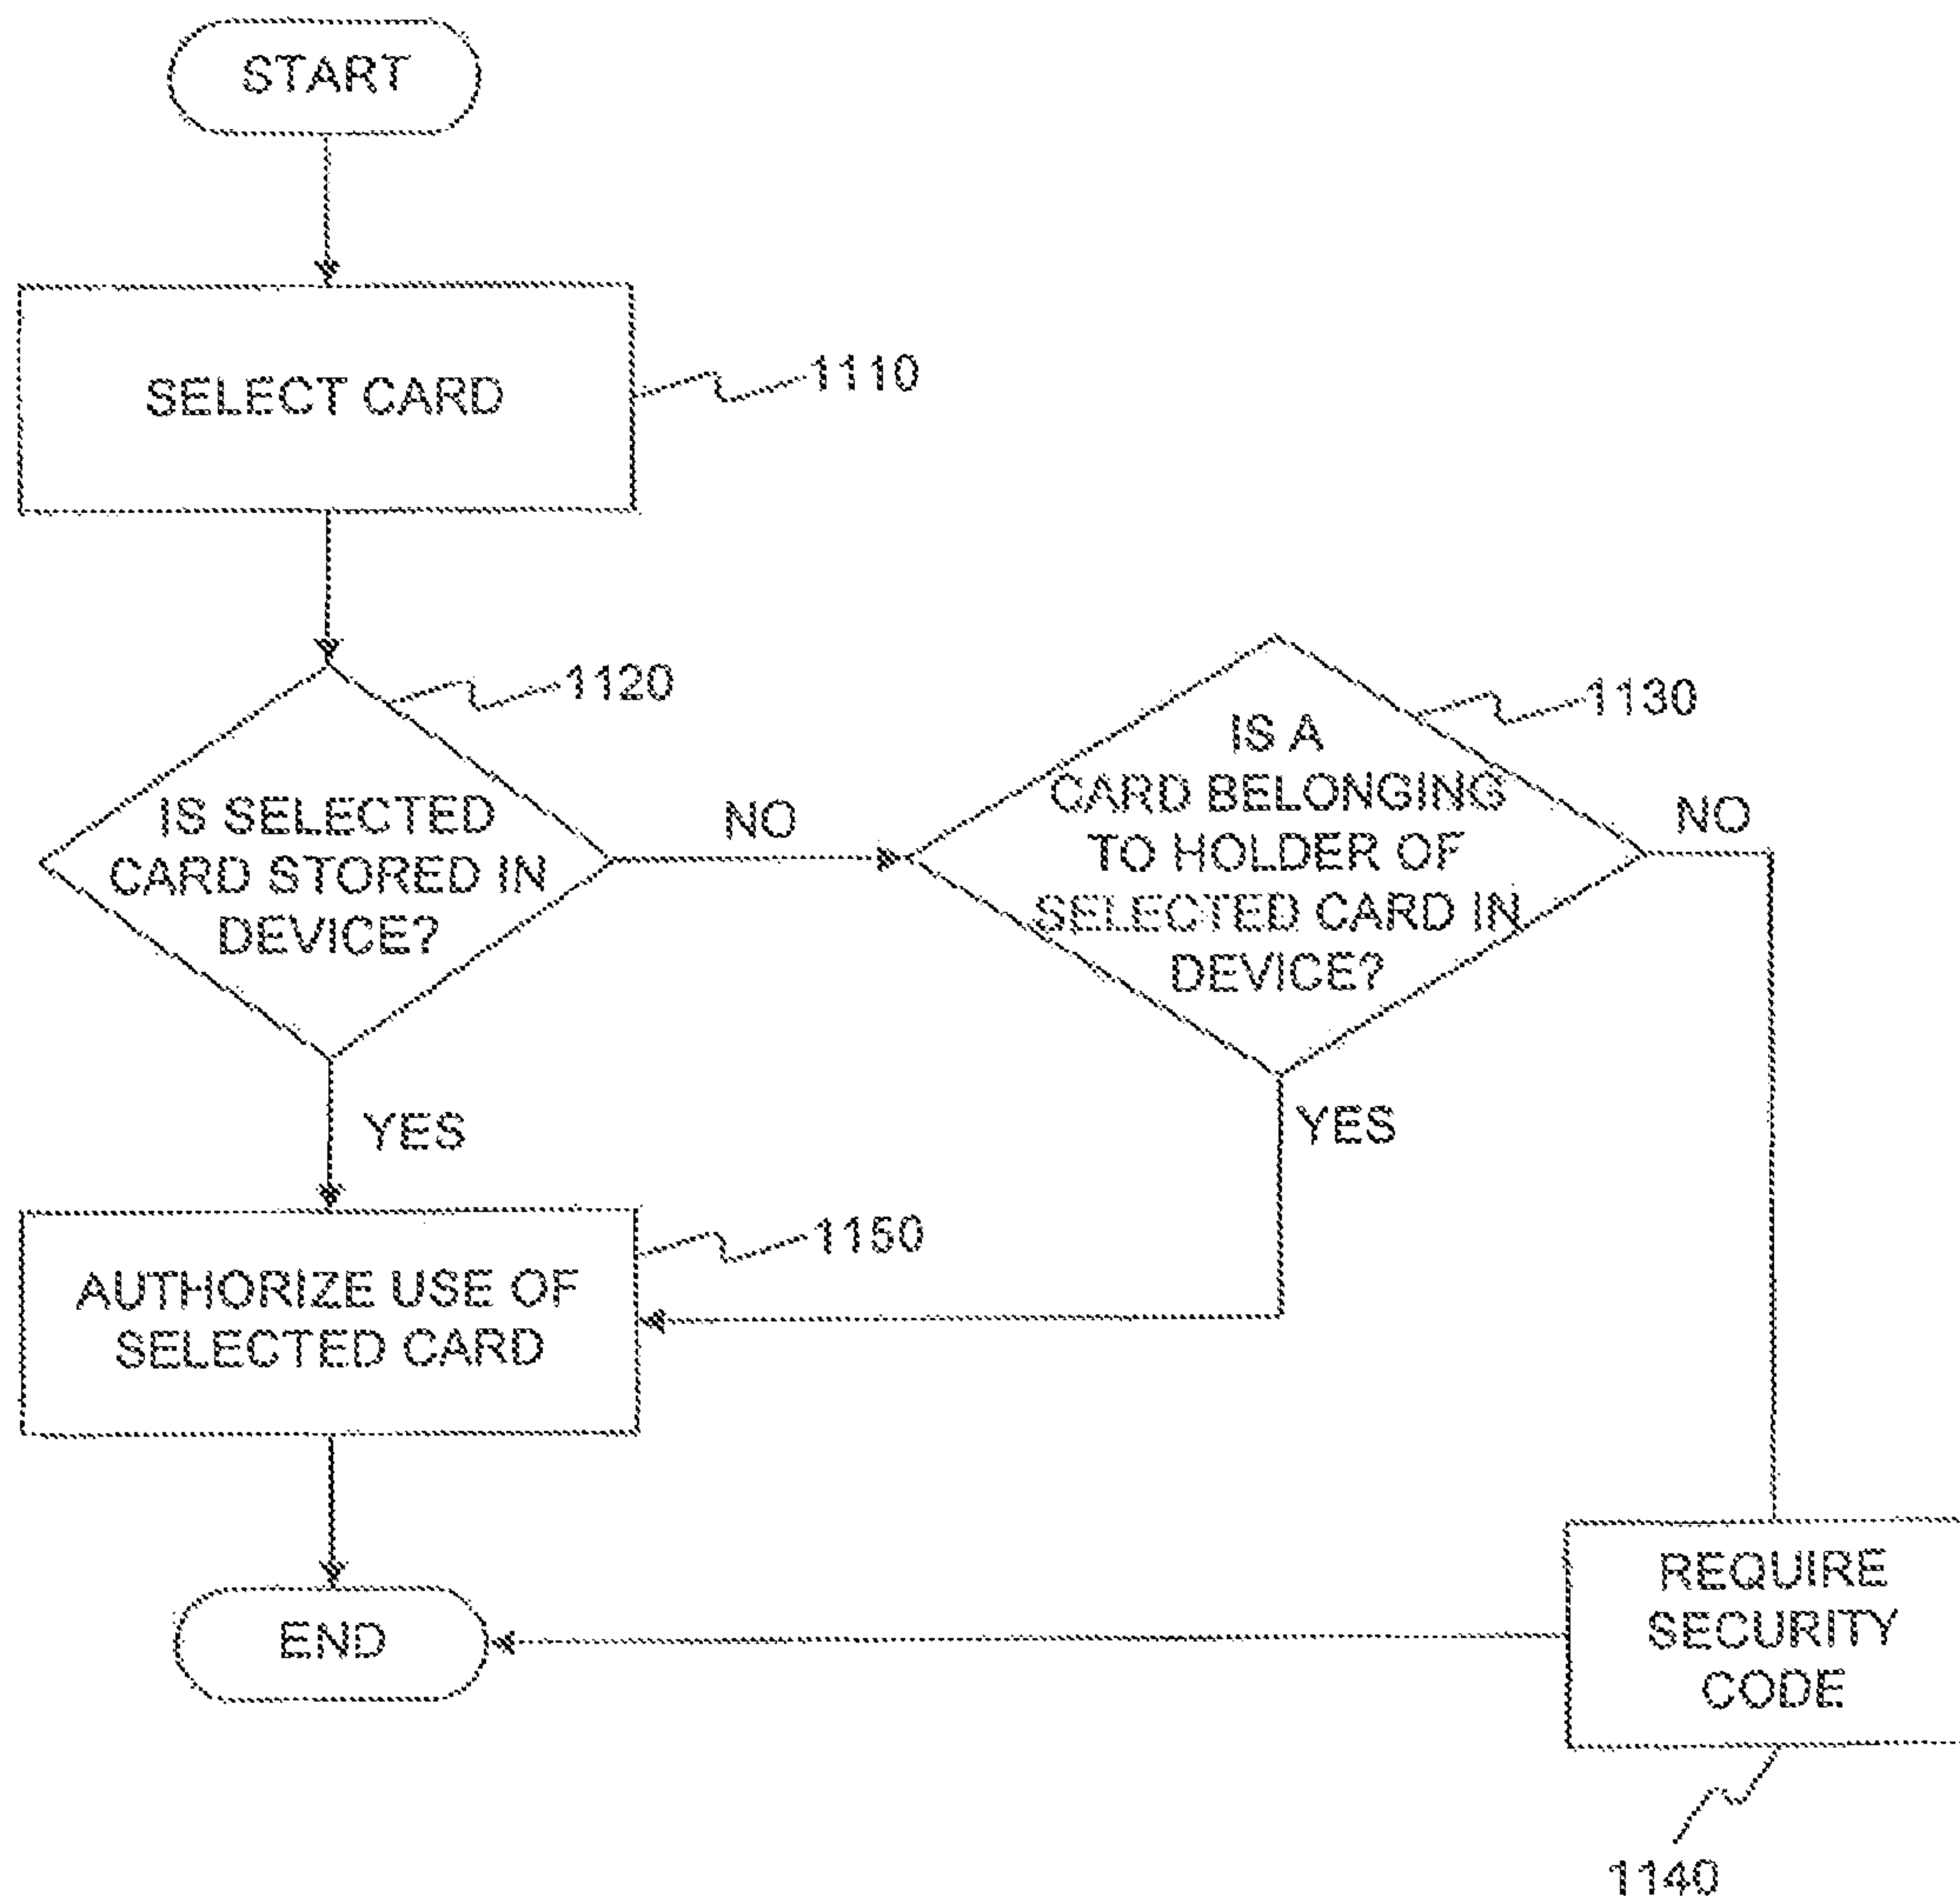 START
SELECT CARD
1110
1120
IS SELECTED
CARD STORED IN
DEVICE?
NO
1130
IS A
CARD BELONGING
TO HOLDER OF
SELECTED CARD IN
DEVICE?
NO
YES
YES
1150
AUTHORIZE USE OF
SELECTED CARD
END
REQUIRE
SECURITY
CODE
1140